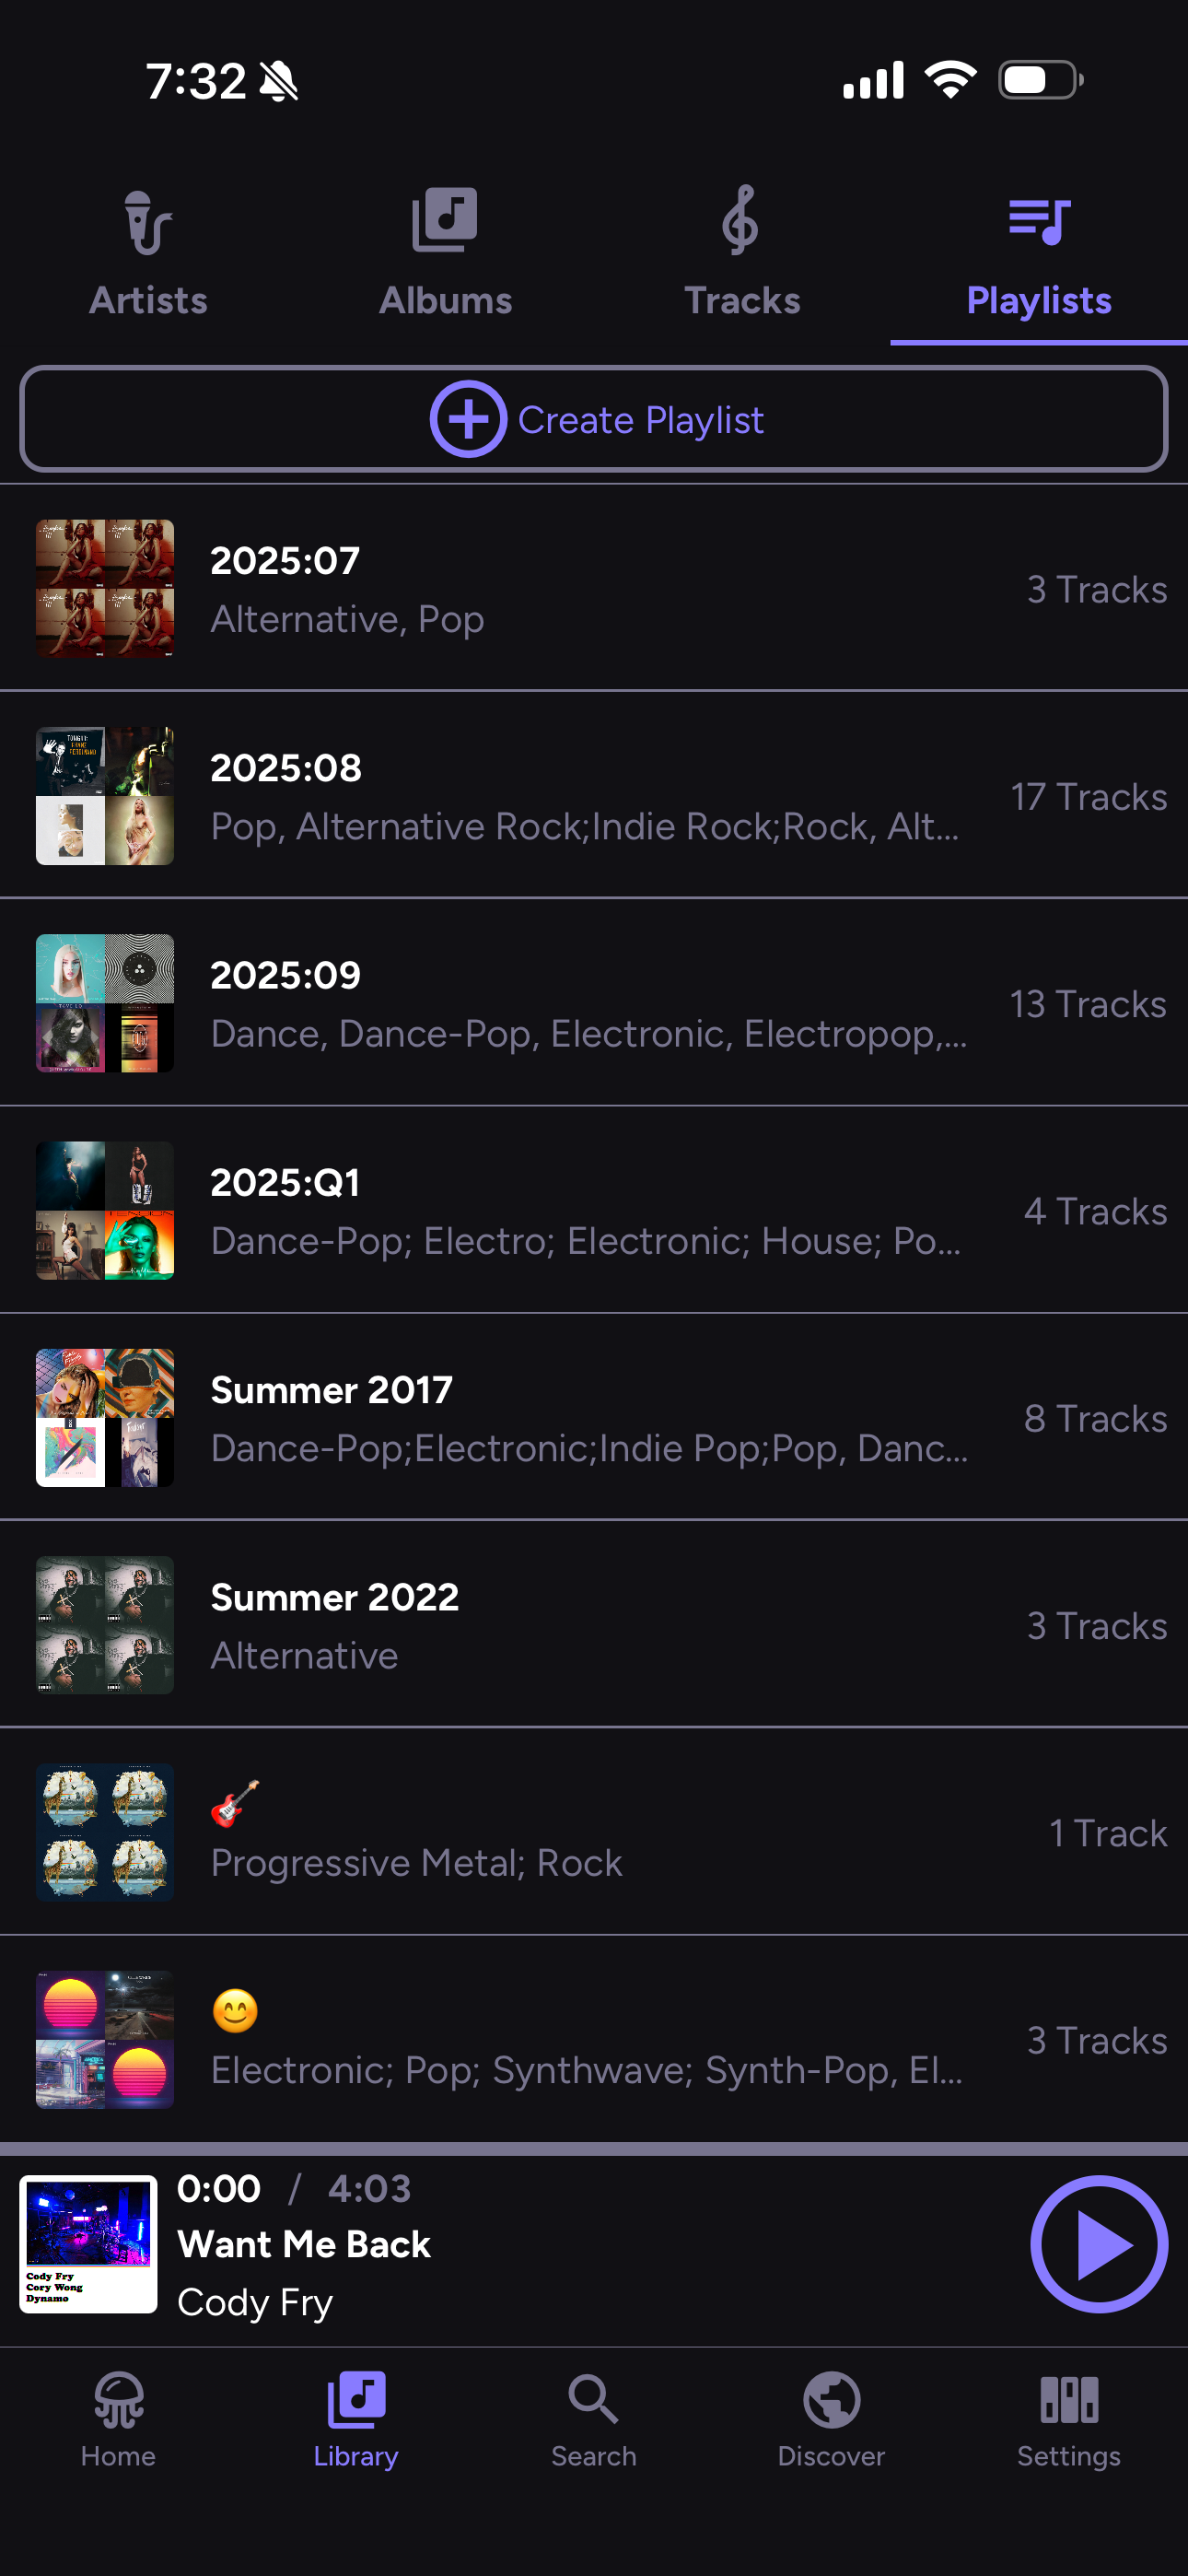 7:32
Artists
Albums
Tracks
Playlists
Create Playlist
2025:07
Alternative, Pop
3 Tracks
2025:08
Pop, Alternative Rock;Indie Rock;Rock, Alt...
17 Tracks
2025:09
Dance, Dance-Pop, Electronic, Electropop,...
13 Tracks
2025:Q1
Dance-Pop; Electro; Electronic; House; Po...
4 Tracks
Summer 2017
Dance-Pop;Electronic;Indie Pop;Pop, Danc...
8 Tracks
Summer 2022
Alternative
3 Tracks
🎸
Progressive Metal; Rock
1 Track
😊
Electronic; Pop; Synthwave; Synth-Pop, El...
3 Tracks
0:00 / 4:03
Want Me Back
Cody Fry
Cody Fry
Cory Wong
Dynamo
Home
Library
Search
Discover
Settings